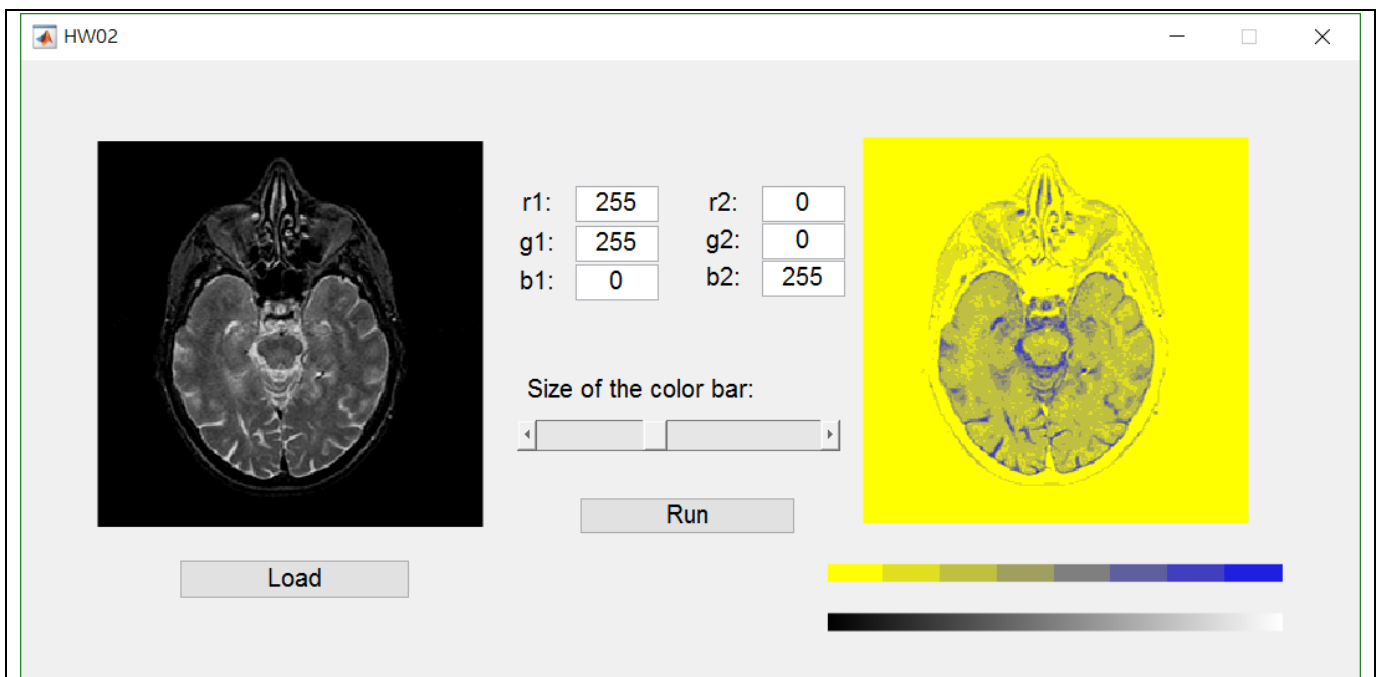 HW02
r1: 255 r2: 0
g1: 255 g2: 0
b1: 0 b2: 255
Size of the color bar:
Run
Load